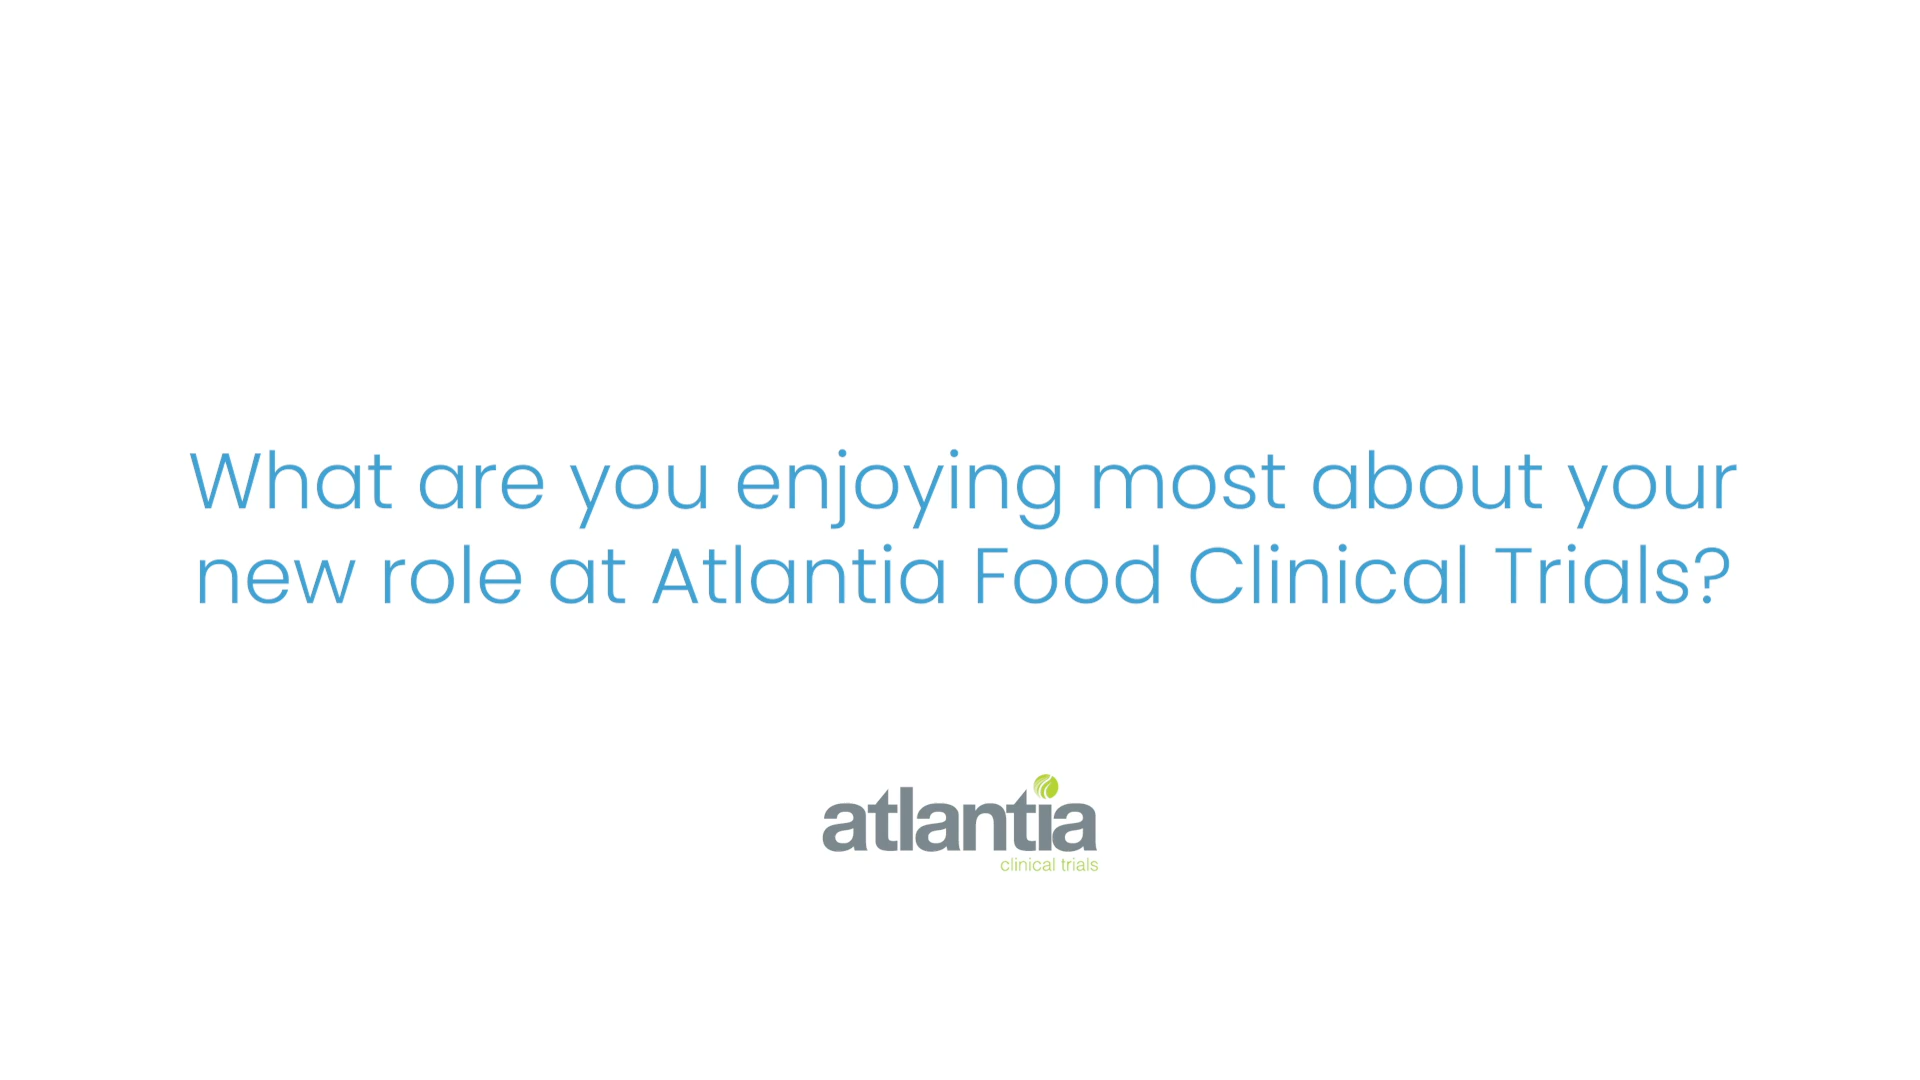 What are you enjoying most about your
new role at Atlantia Food Clinical Trials?
atlantia
clinical trials